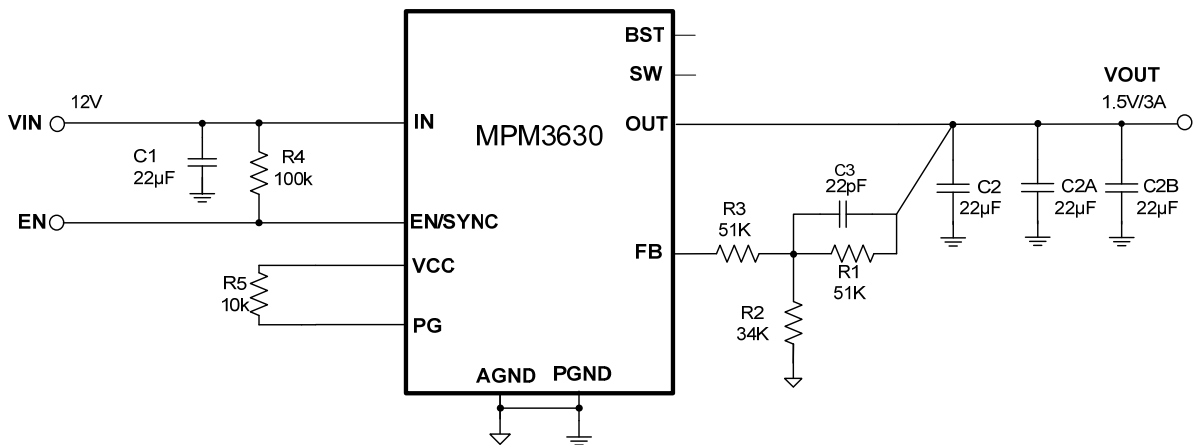 BST
SW
VOUT
12V
1.5V/3A
VIN
IN
MPM3630
OUT
C1
22µF
R4
100k
C3
22pF
C2
22µF
C2A
22µF
C2B
22µF
R3
51K
EN
EN/SYNC
FB
R1
51K
VCC
R5
10k
R2
34K
PG
AGND
PGND